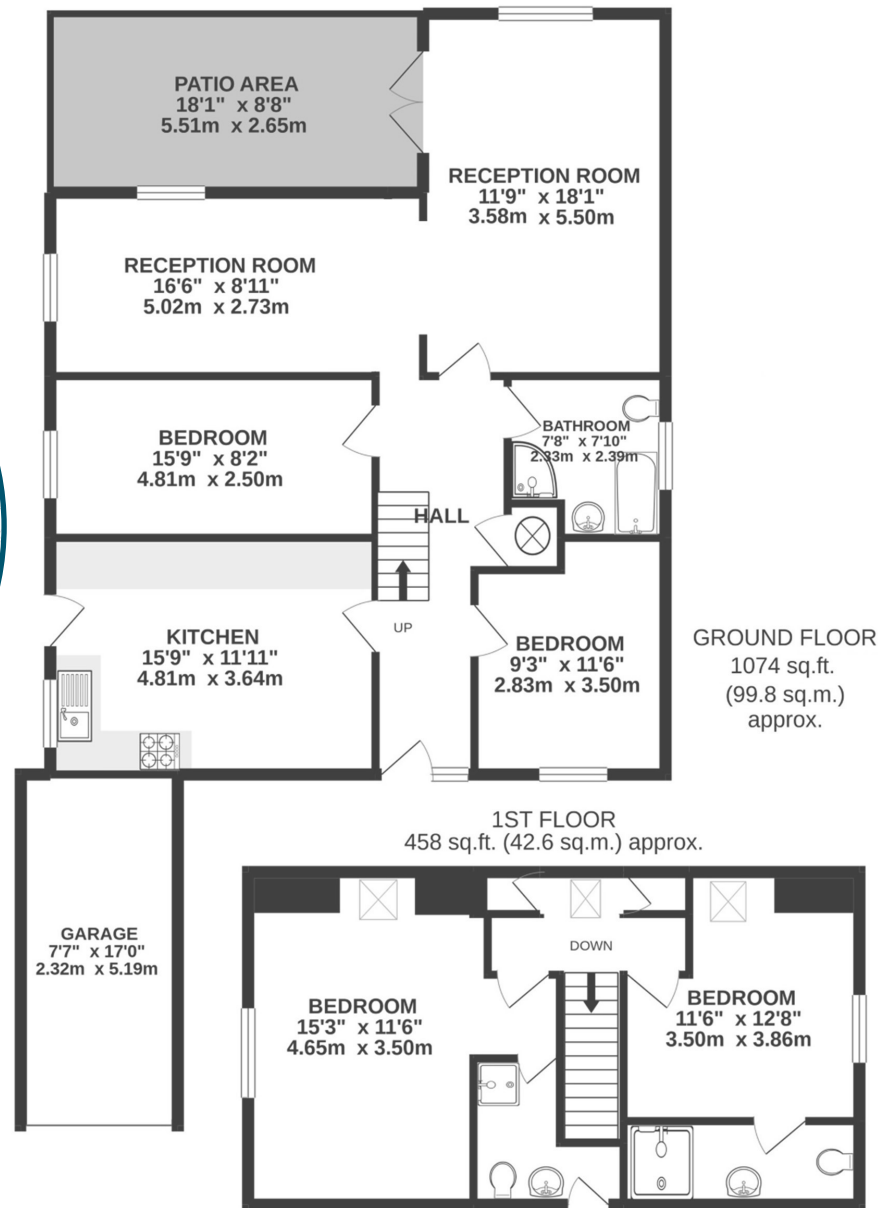 PATIO AREA
18'1" x 8'8"
5.51m x 2.65m
RECEPTION ROOM
11'9" x 18'1"
3.58m x 5.50m
RECEPTION ROOM
16'6" x 8'11"
5.02m x 2.73m
BEDROOM
15'9" x 8'2"
4.81m x 2.50m
BATHROOM
7'8" x 7'10"
2.33m x 2.39m
HALL
UP
KITCHEN
15'9" x 11'11"
4.81m x 3.64m
BEDROOM
9'3" x 11'6"
2.83m x 3.50m
GROUND FLOOR
1074 sq.ft.
(99.8 sq.m.)
approx.
1ST FLOOR
458 sq.ft. (42.6 sq.m.) approx.
GARAGE
7'7" x 17'0"
2.32m x 5.19m
DOWN
BEDROOM
15'3" x 11'6"
4.65m x 3.50m
BEDROOM
11'6" x 12'8"
3.50m x 3.86m